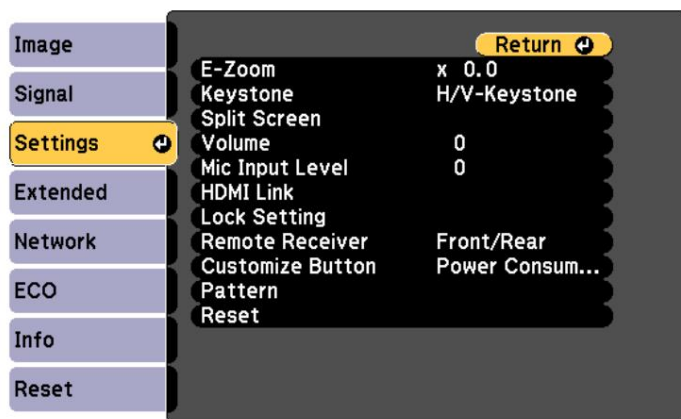 Image
Signal
Settings
Extended
Network
ECO
Info
Reset
Return
E-Zoom x 0.0
Keystone H/V-Keystone
Split Screen
Volume 0
Mic Input Level 0
HDMI Link
Lock Setting
Remote Receiver Front/Rear
Customize Button Power Consum...
Pattern
Reset